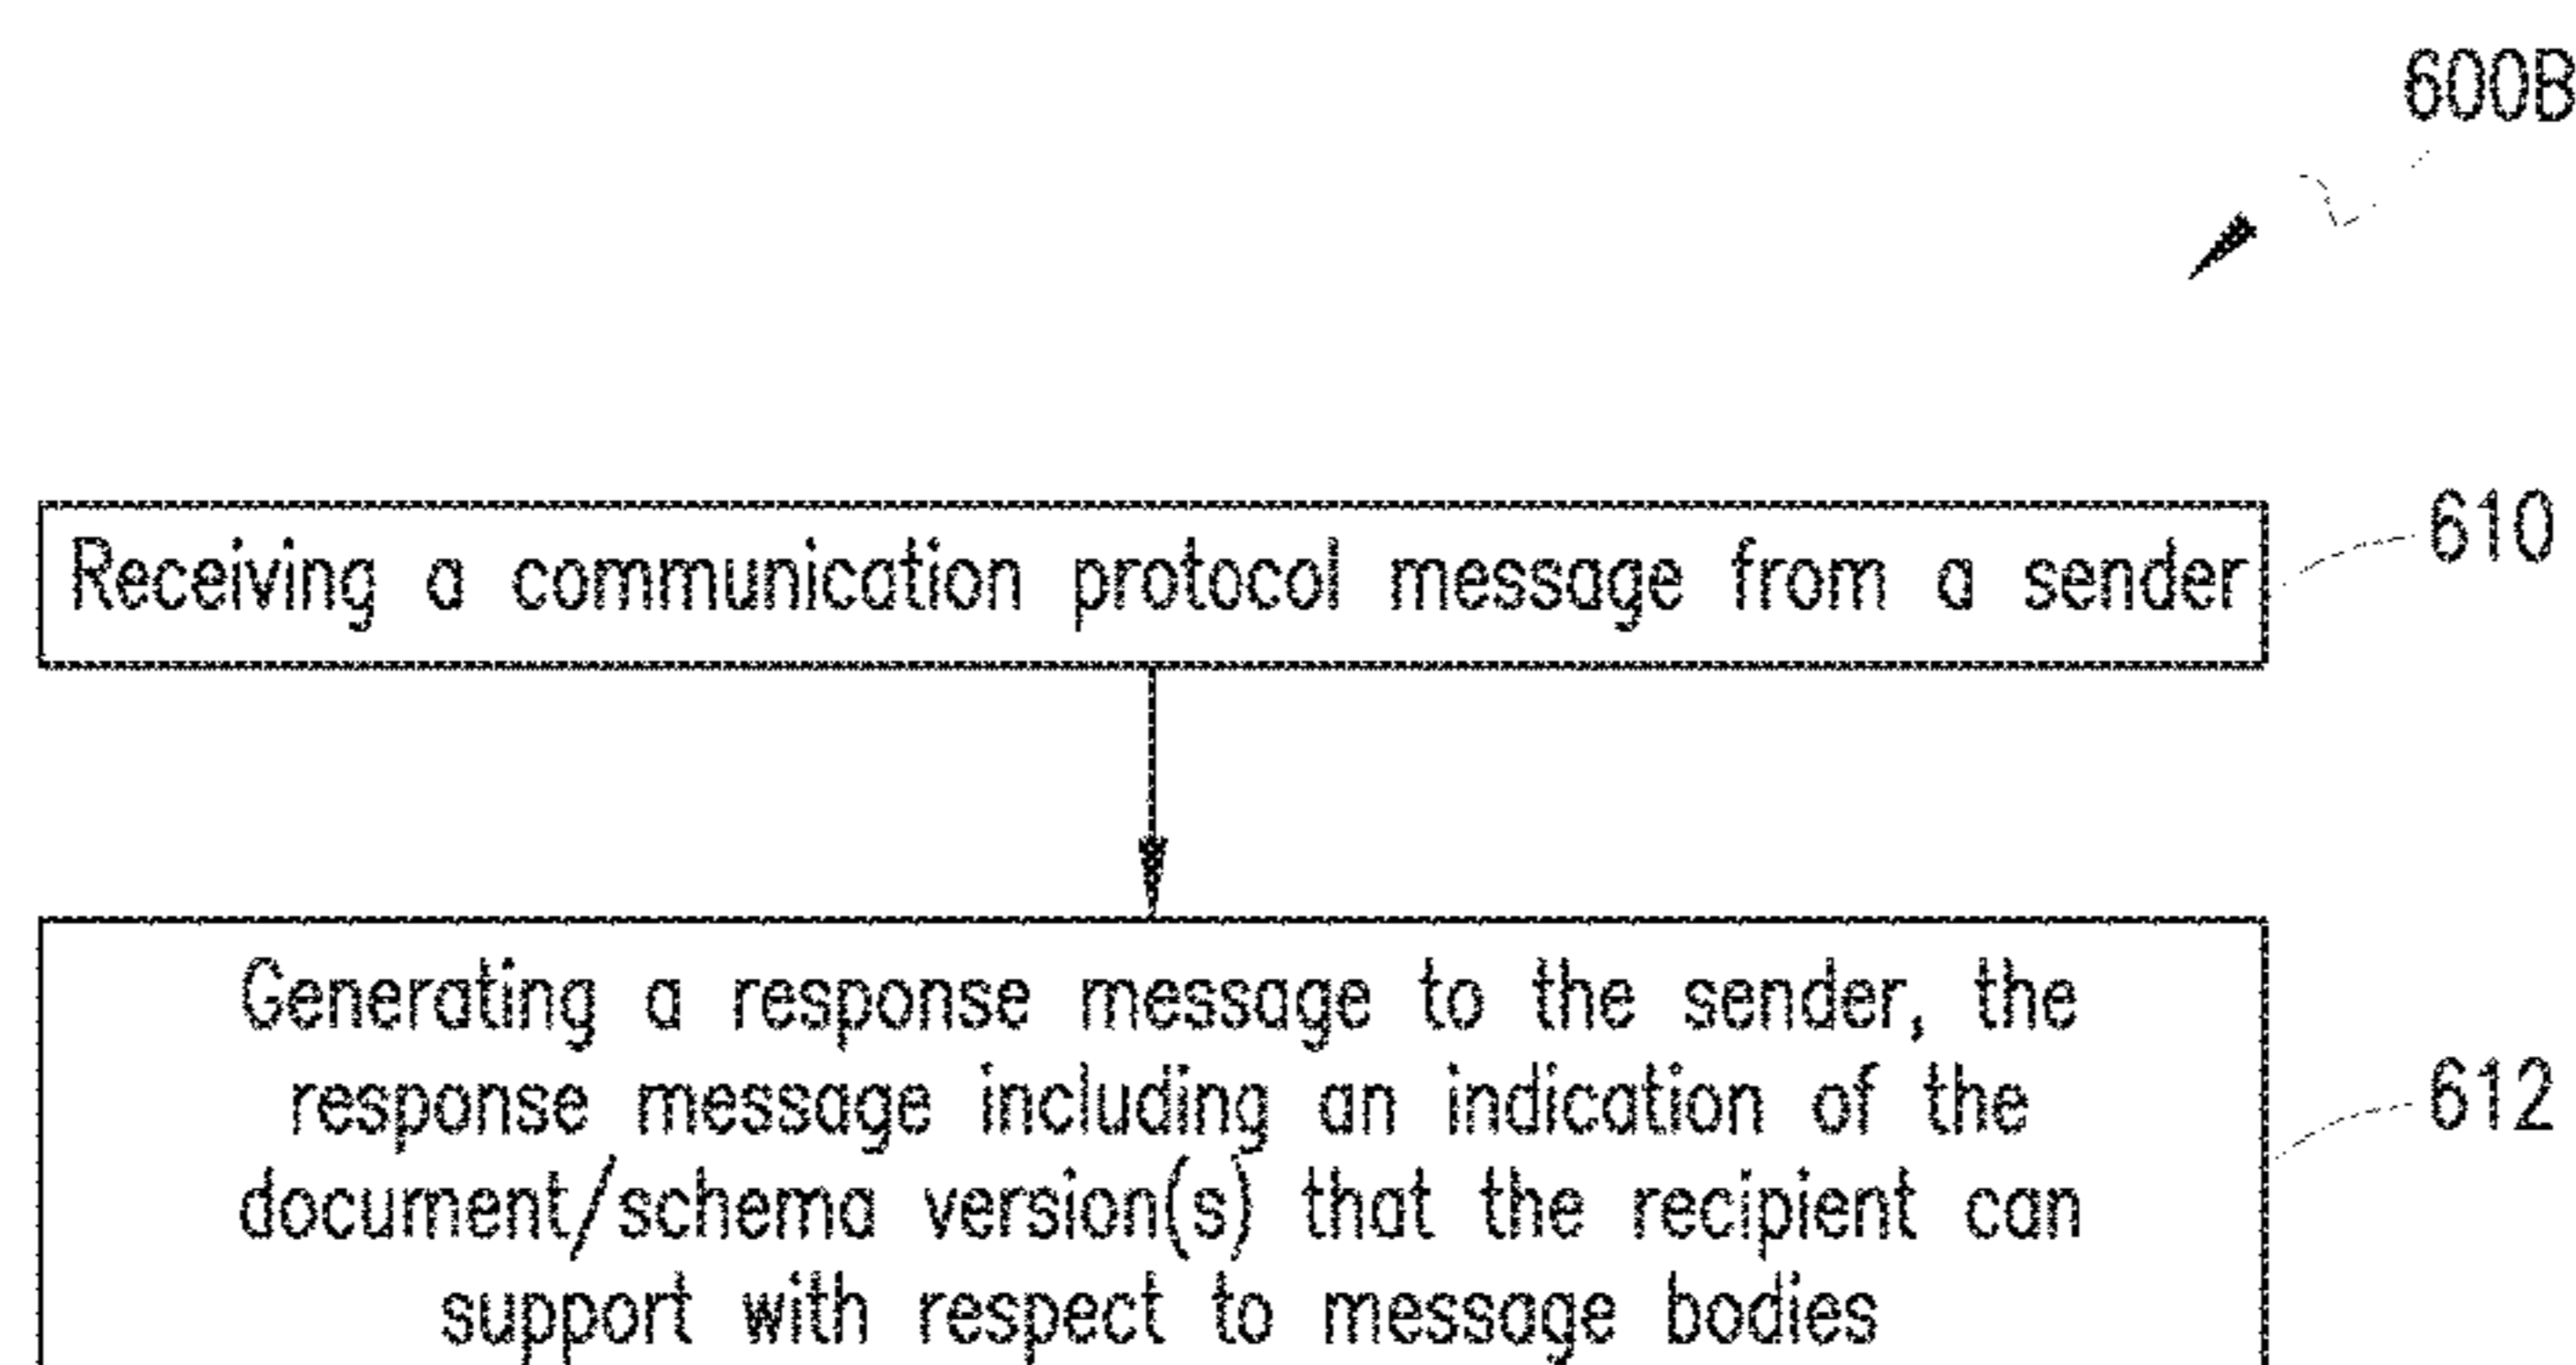 600B
Receiving a communication protocol message from a sender
610
Generating a response message to the sender, the
response message including an indication of the
document/schema version(s) that the recipient can
support with respect to message bodies
612